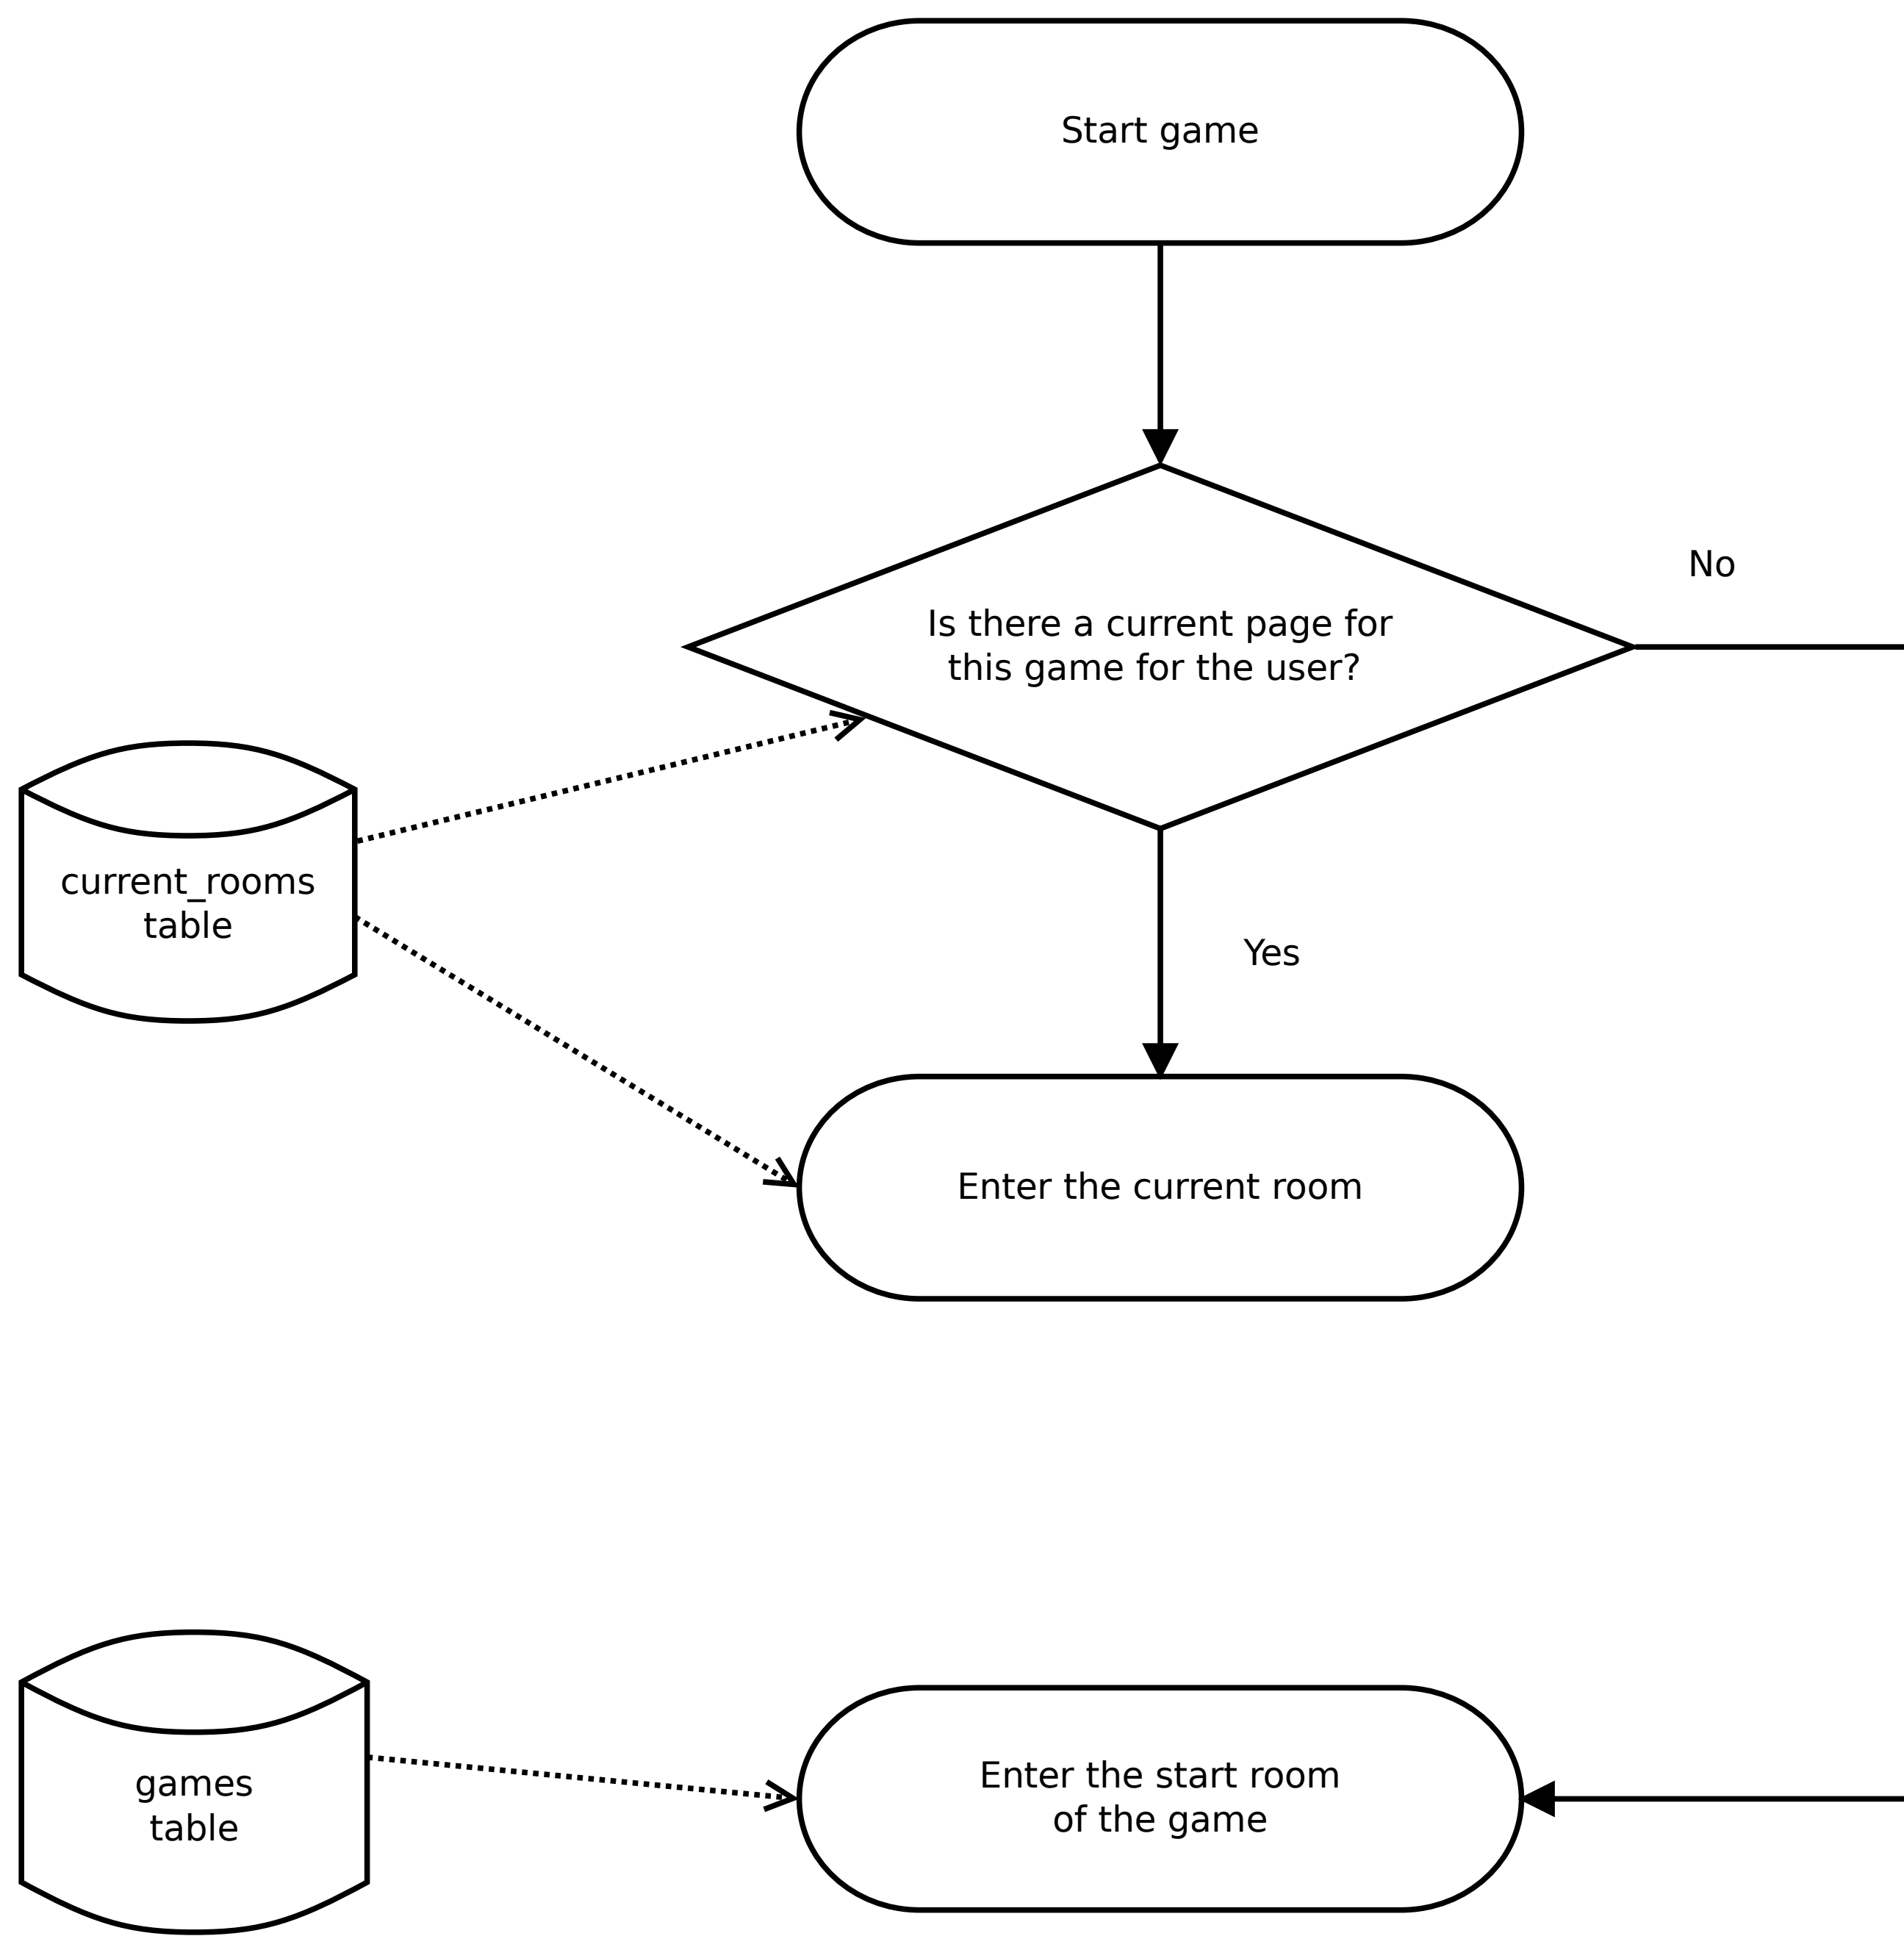 Start game
No
Is there a current page for
this game for the user?
current_rooms
table
Yes
Enter the current room
games
table
Enter the start room
of the game